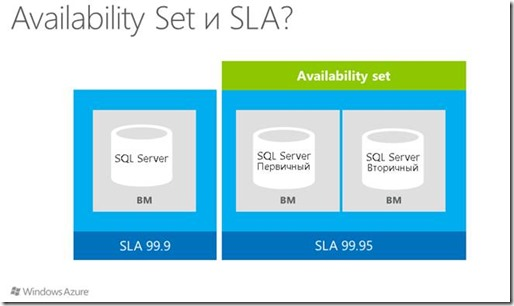 Availability Set и SLA?
Availability set
SQL Server
ВМ
SLA 99.9
SQL Server
Первичный
ВМ
SQL Server
Вторичный
ВМ
SLA 99.95
Windows Azure